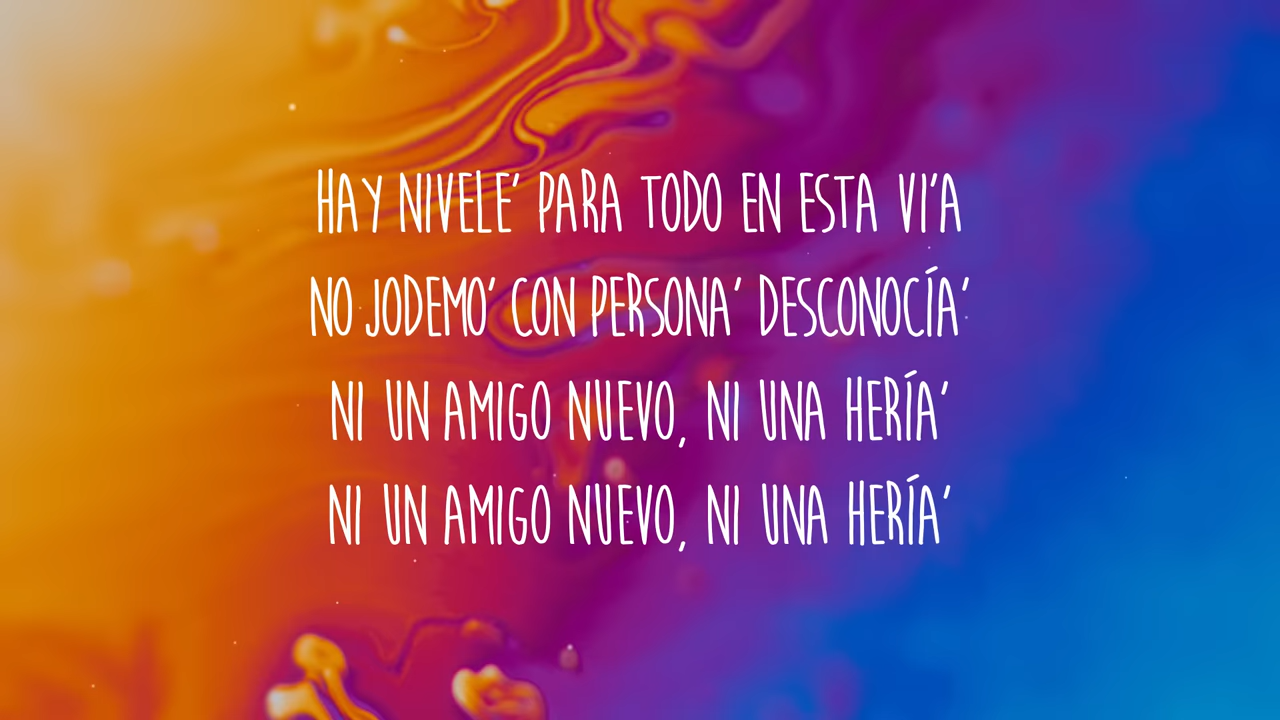 HAY NIVELE' PARA TODO EN ESTA VI'A
NO JODEMO' CON PERSONA' DESCONOCÍA'
NI UN AMIGO NUEVO, NI UNA HERÍA'
NI UN AMIGO NUEVO, NI UNA HERÍA'